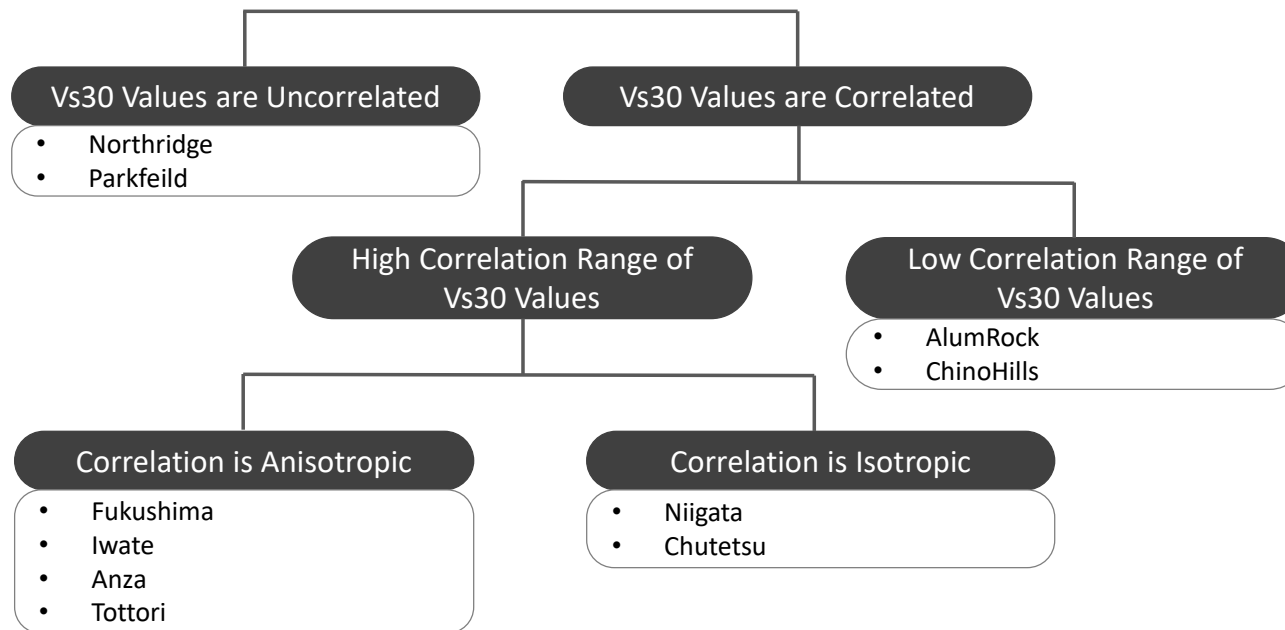 Vs30 Values are Uncorrelated
• Northridge
• Parkfeild
Vs30 Values are Correlated
High Correlation Range of
Vs30 Values
Low Correlation Range of
Vs30 Values
• AlumRock
• ChinoHills
Correlation is Anisotropic
• Fukushima
• Iwate
• Anza
• Tottori
Correlation is Isotropic
• Niigata
• Chutetsu